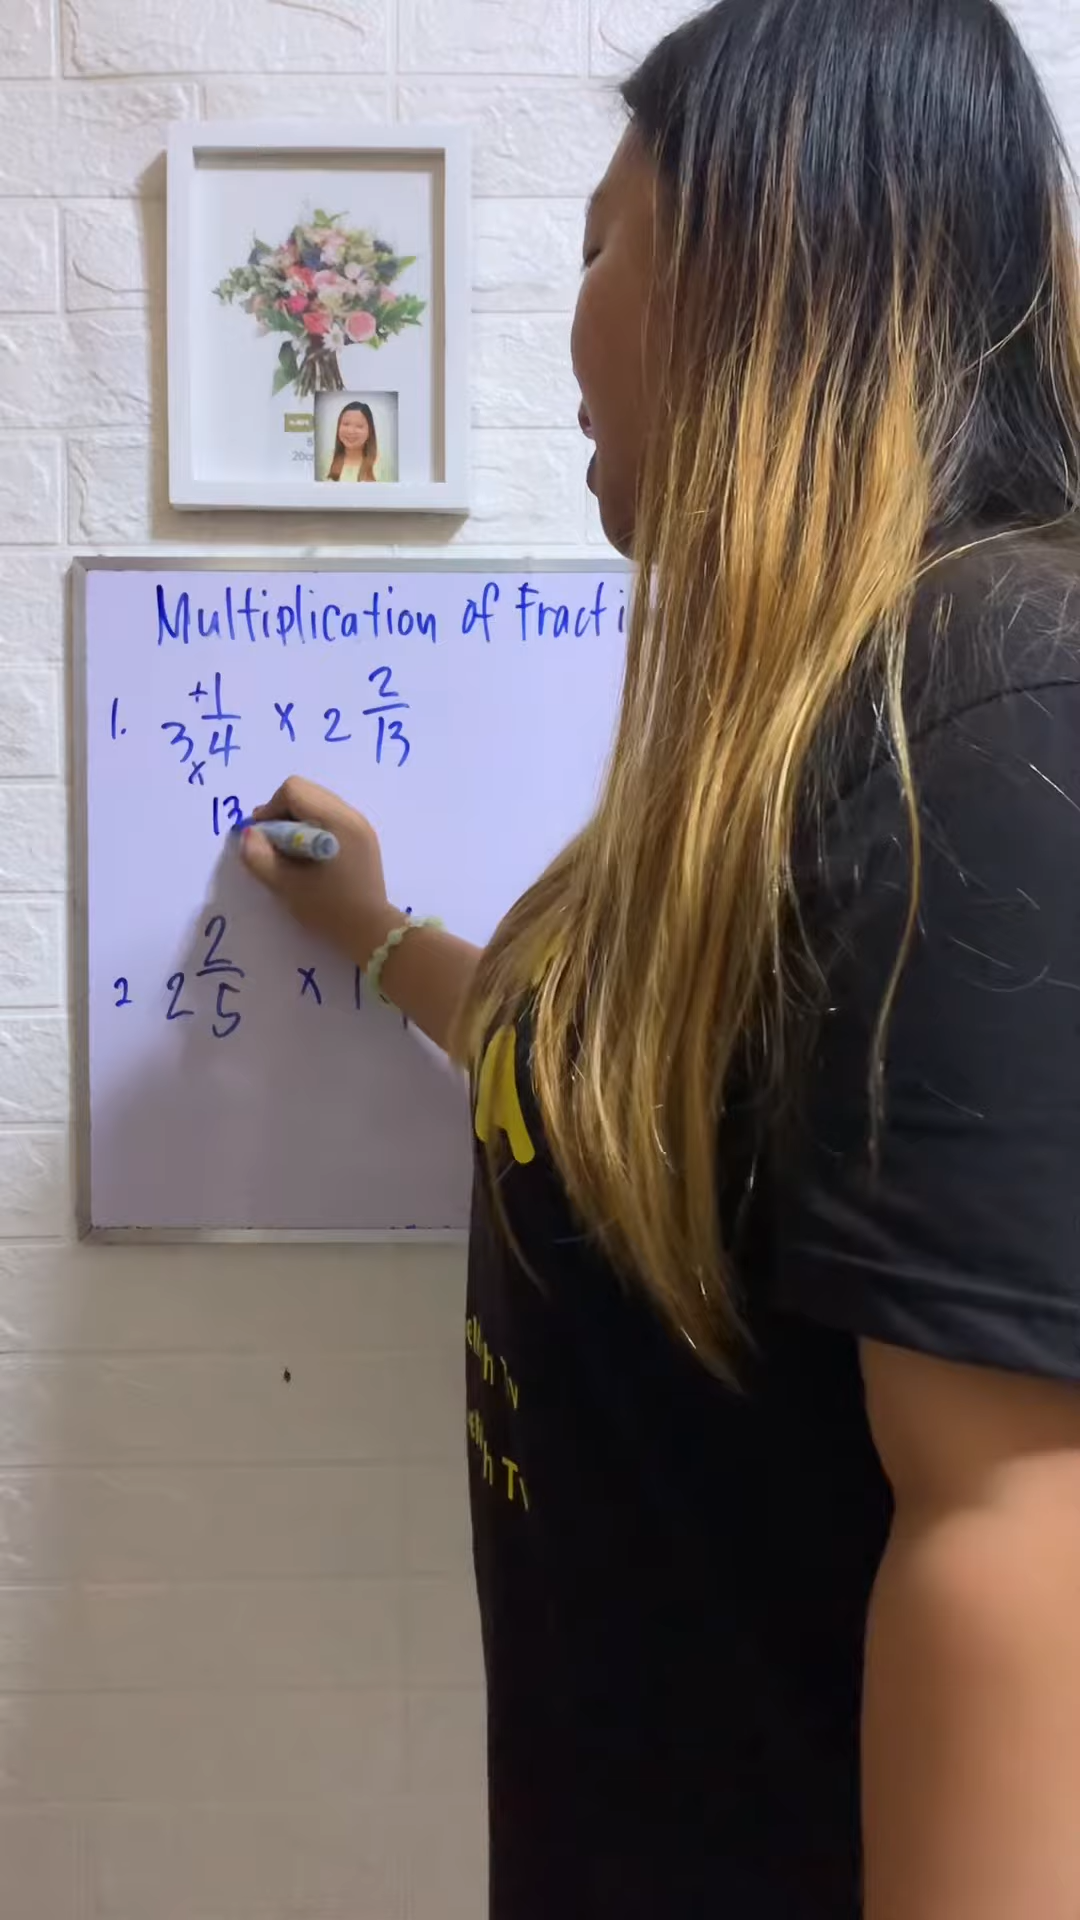 Multiplication of Fracti
1. 3 +1/4 x 2 2/13
x
13
2 2 2/5 x 1